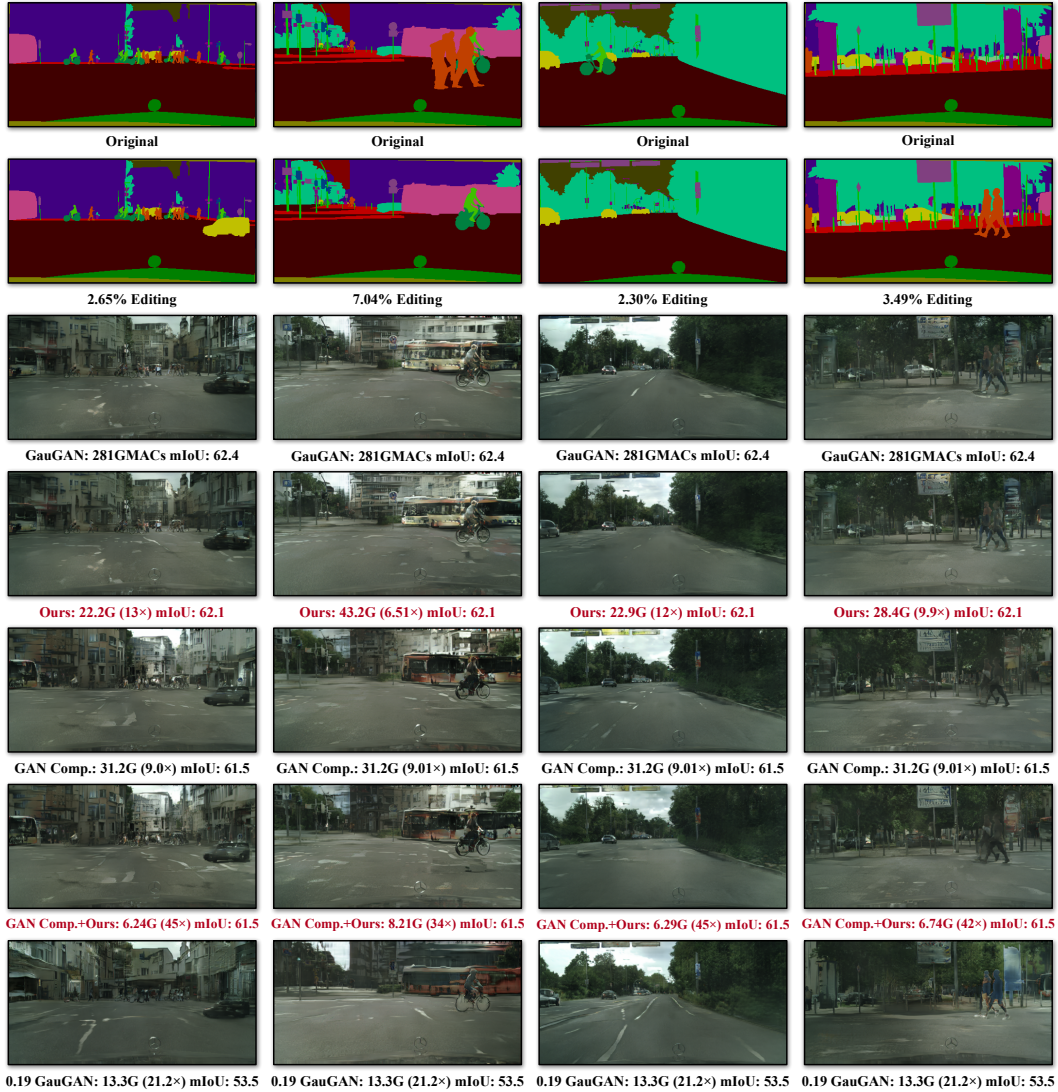 Original Original Original Original
2.65% Editing 7.04% Editing 2.30% Editing 3.49% Editing
GauGAN: 281GMACs mIoU: 62.4 GauGAN: 281GMACs mIoU: 62.4 GauGAN: 281GMACs mIoU: 62.4 GauGAN: 281GMACs mIoU: 62.4
Ours: 22.2G (13×) mIoU: 62.1 Ours: 43.2G (6.51×) mIoU: 62.1 Ours: 22.9G (12×) mIoU: 62.1 Ours: 28.4G (9.9×) mIoU: 62.1
GAN Comp.: 31.2G (9.0×) mIoU: 61.5 GAN Comp.: 31.2G (9.01×) mIoU: 61.5 GAN Comp.: 31.2G (9.01×) mIoU: 61.5 GAN Comp.: 31.2G (9.01×) mIoU: 61.5
GAN Comp.+Ours: 6.24G (45×) mIoU: 61.5 GAN Comp.+Ours: 8.21G (34×) mIoU: 61.5 GAN Comp.+Ours: 6.29G (45×) mIoU: 61.5 GAN Comp.+Ours: 6.74G (42×) mIoU: 61.5
0.19 GauGAN: 13.3G (21.2×) mIoU: 53.5 0.19 GauGAN: 13.3G (21.2×) mIoU: 53.5 0.19 GauGAN: 13.3G (21.2×) mIoU: 53.5 0.19 GauGAN: 13.3G (21.2×) mIoU: 53.5